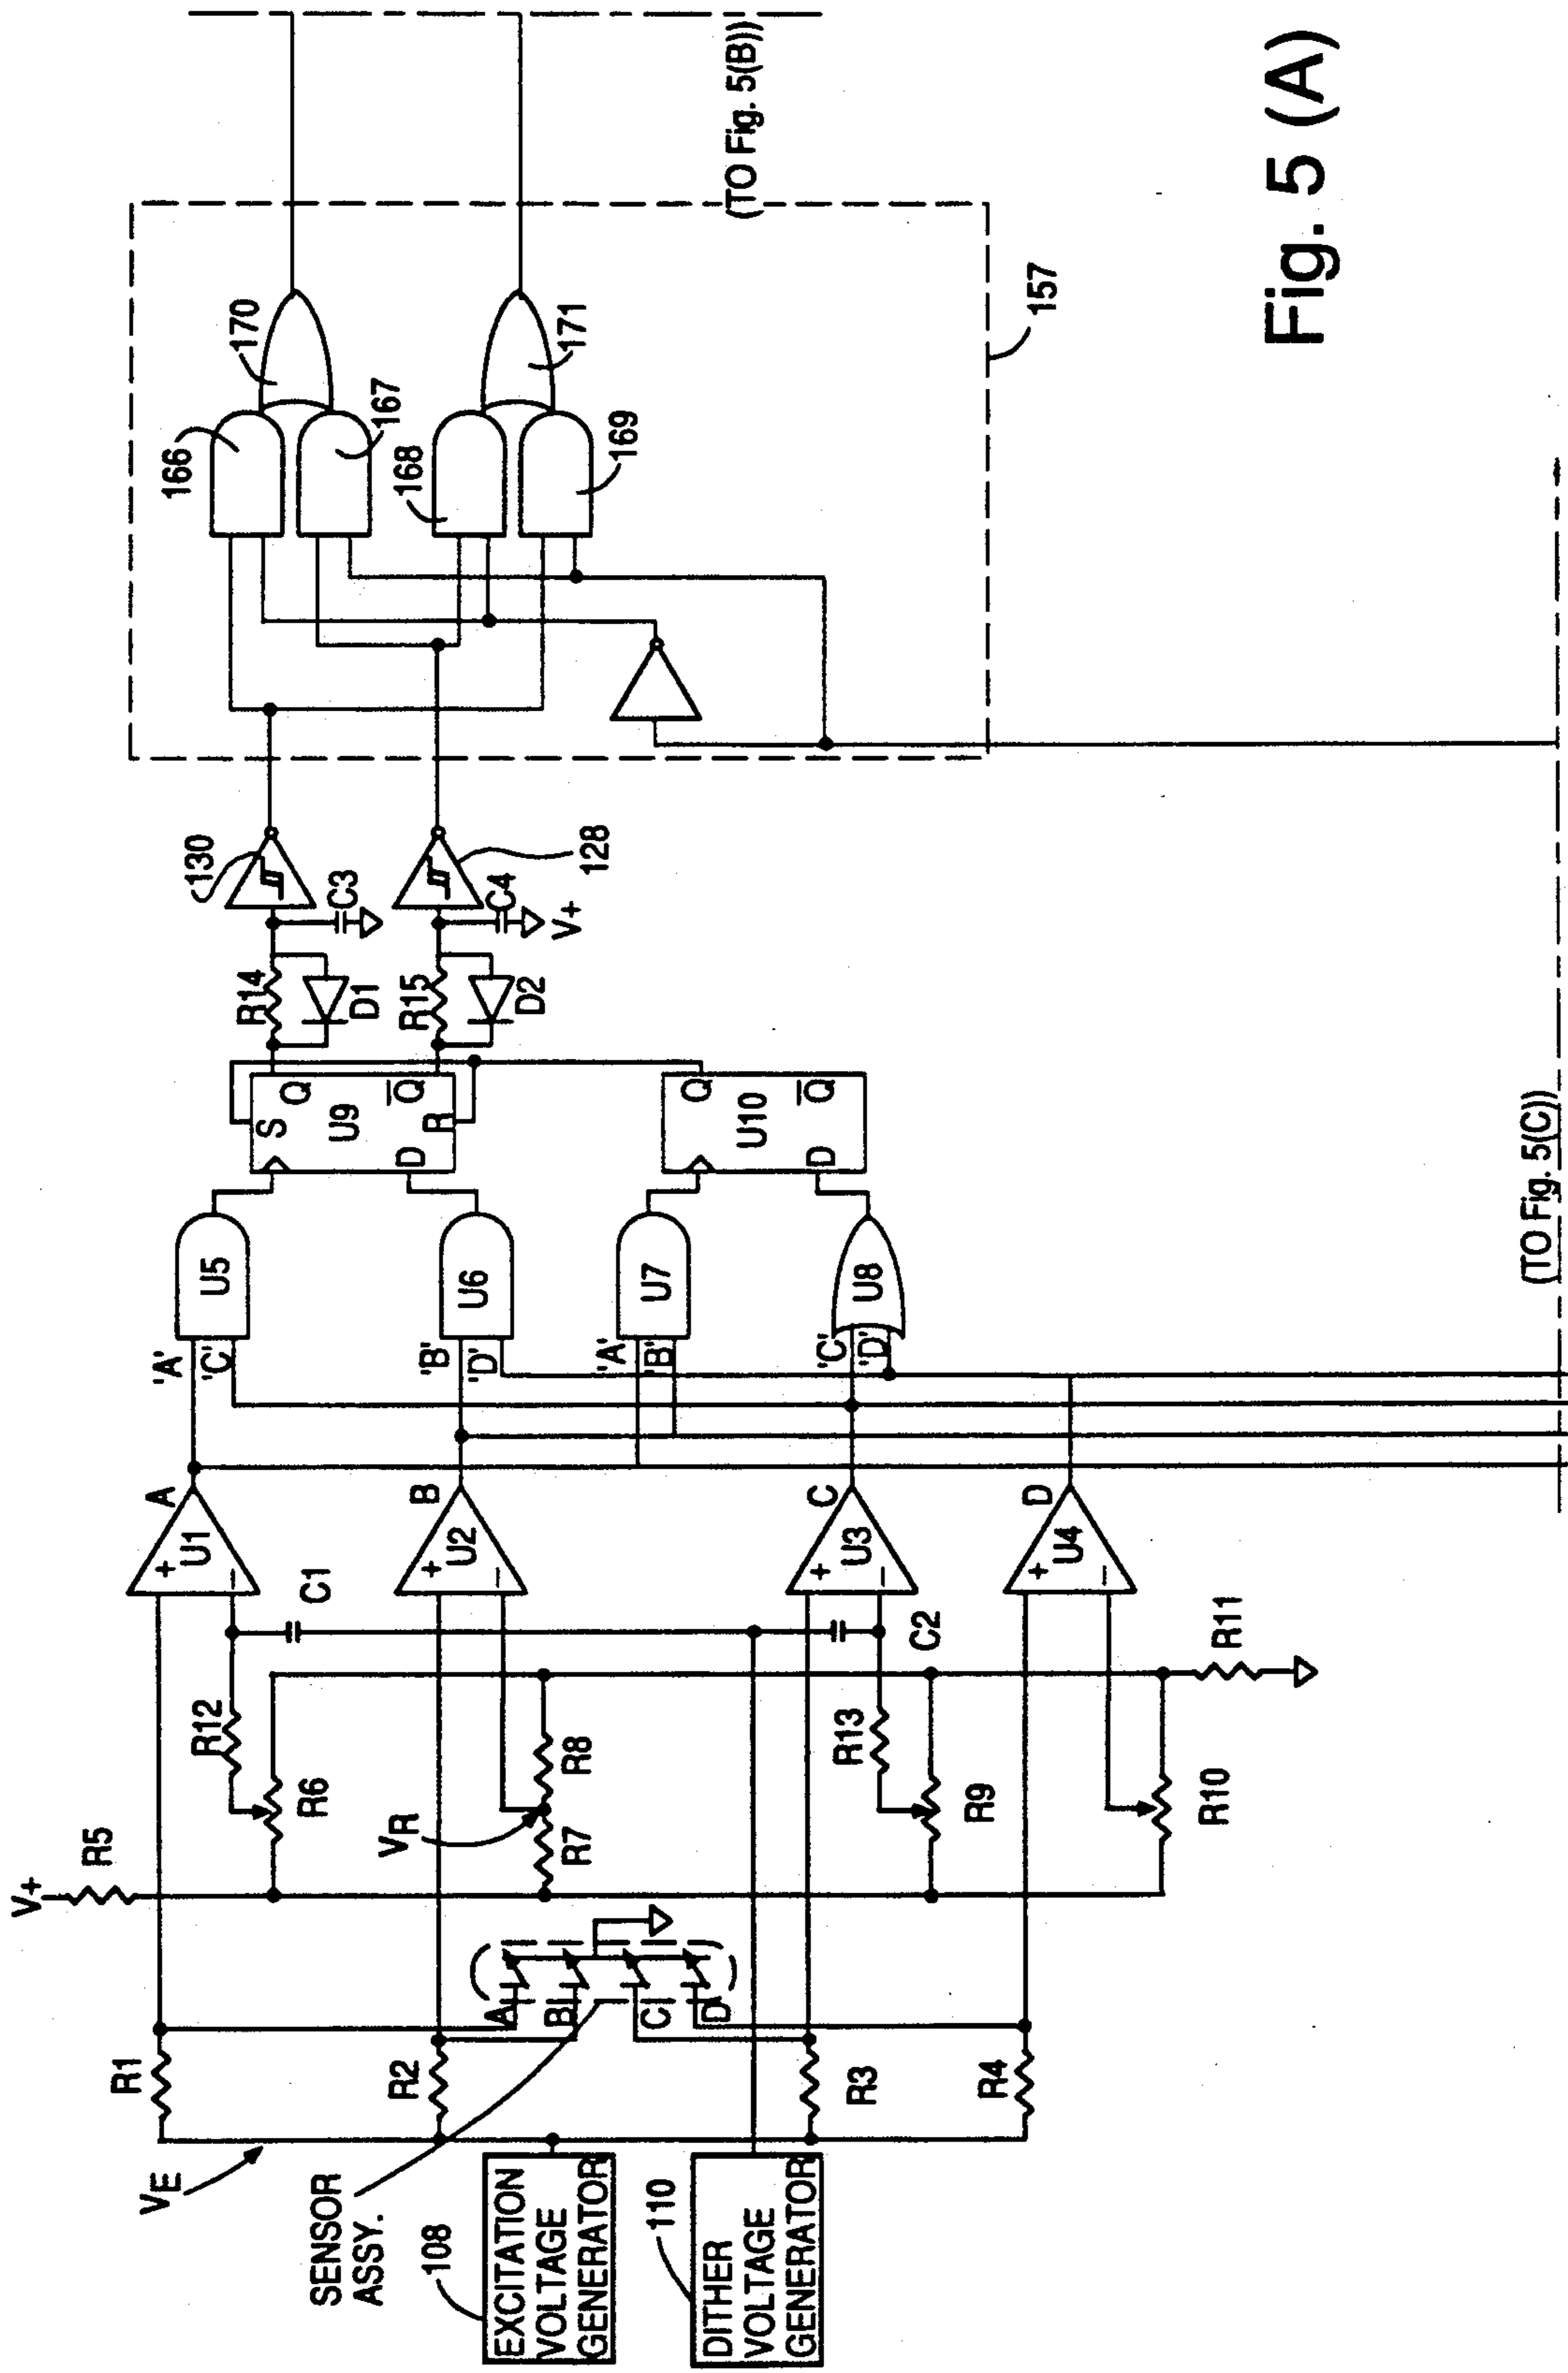 V+
R5
R1
VE
R12
R6
C1
+
U1
−
A
'A'
'C'
U5
S
Q
U9
Q
D
R
R14
D1
C3
130
166
170
167
R2
VR
R7
R8
+
U2
−
B
'B'
'D'
U6
R15
D2
C4
V+
128
168
171
169
SENSOR
ASSY.
A
B
C
D
108
EXCITATION
VOLTAGE
GENERATOR
110
DITHER
VOLTAGE
GENERATOR
R3
R13
R9
C2
+
U3
−
C
'A'
'B'
U7
'C'
'D'
U8
Q
U10
Q
D
157
(TO Fig. 5(B))
R4
R10
R11
+
U4
−
D
(TO Fig. 5(C))
Fig. 5 (A)